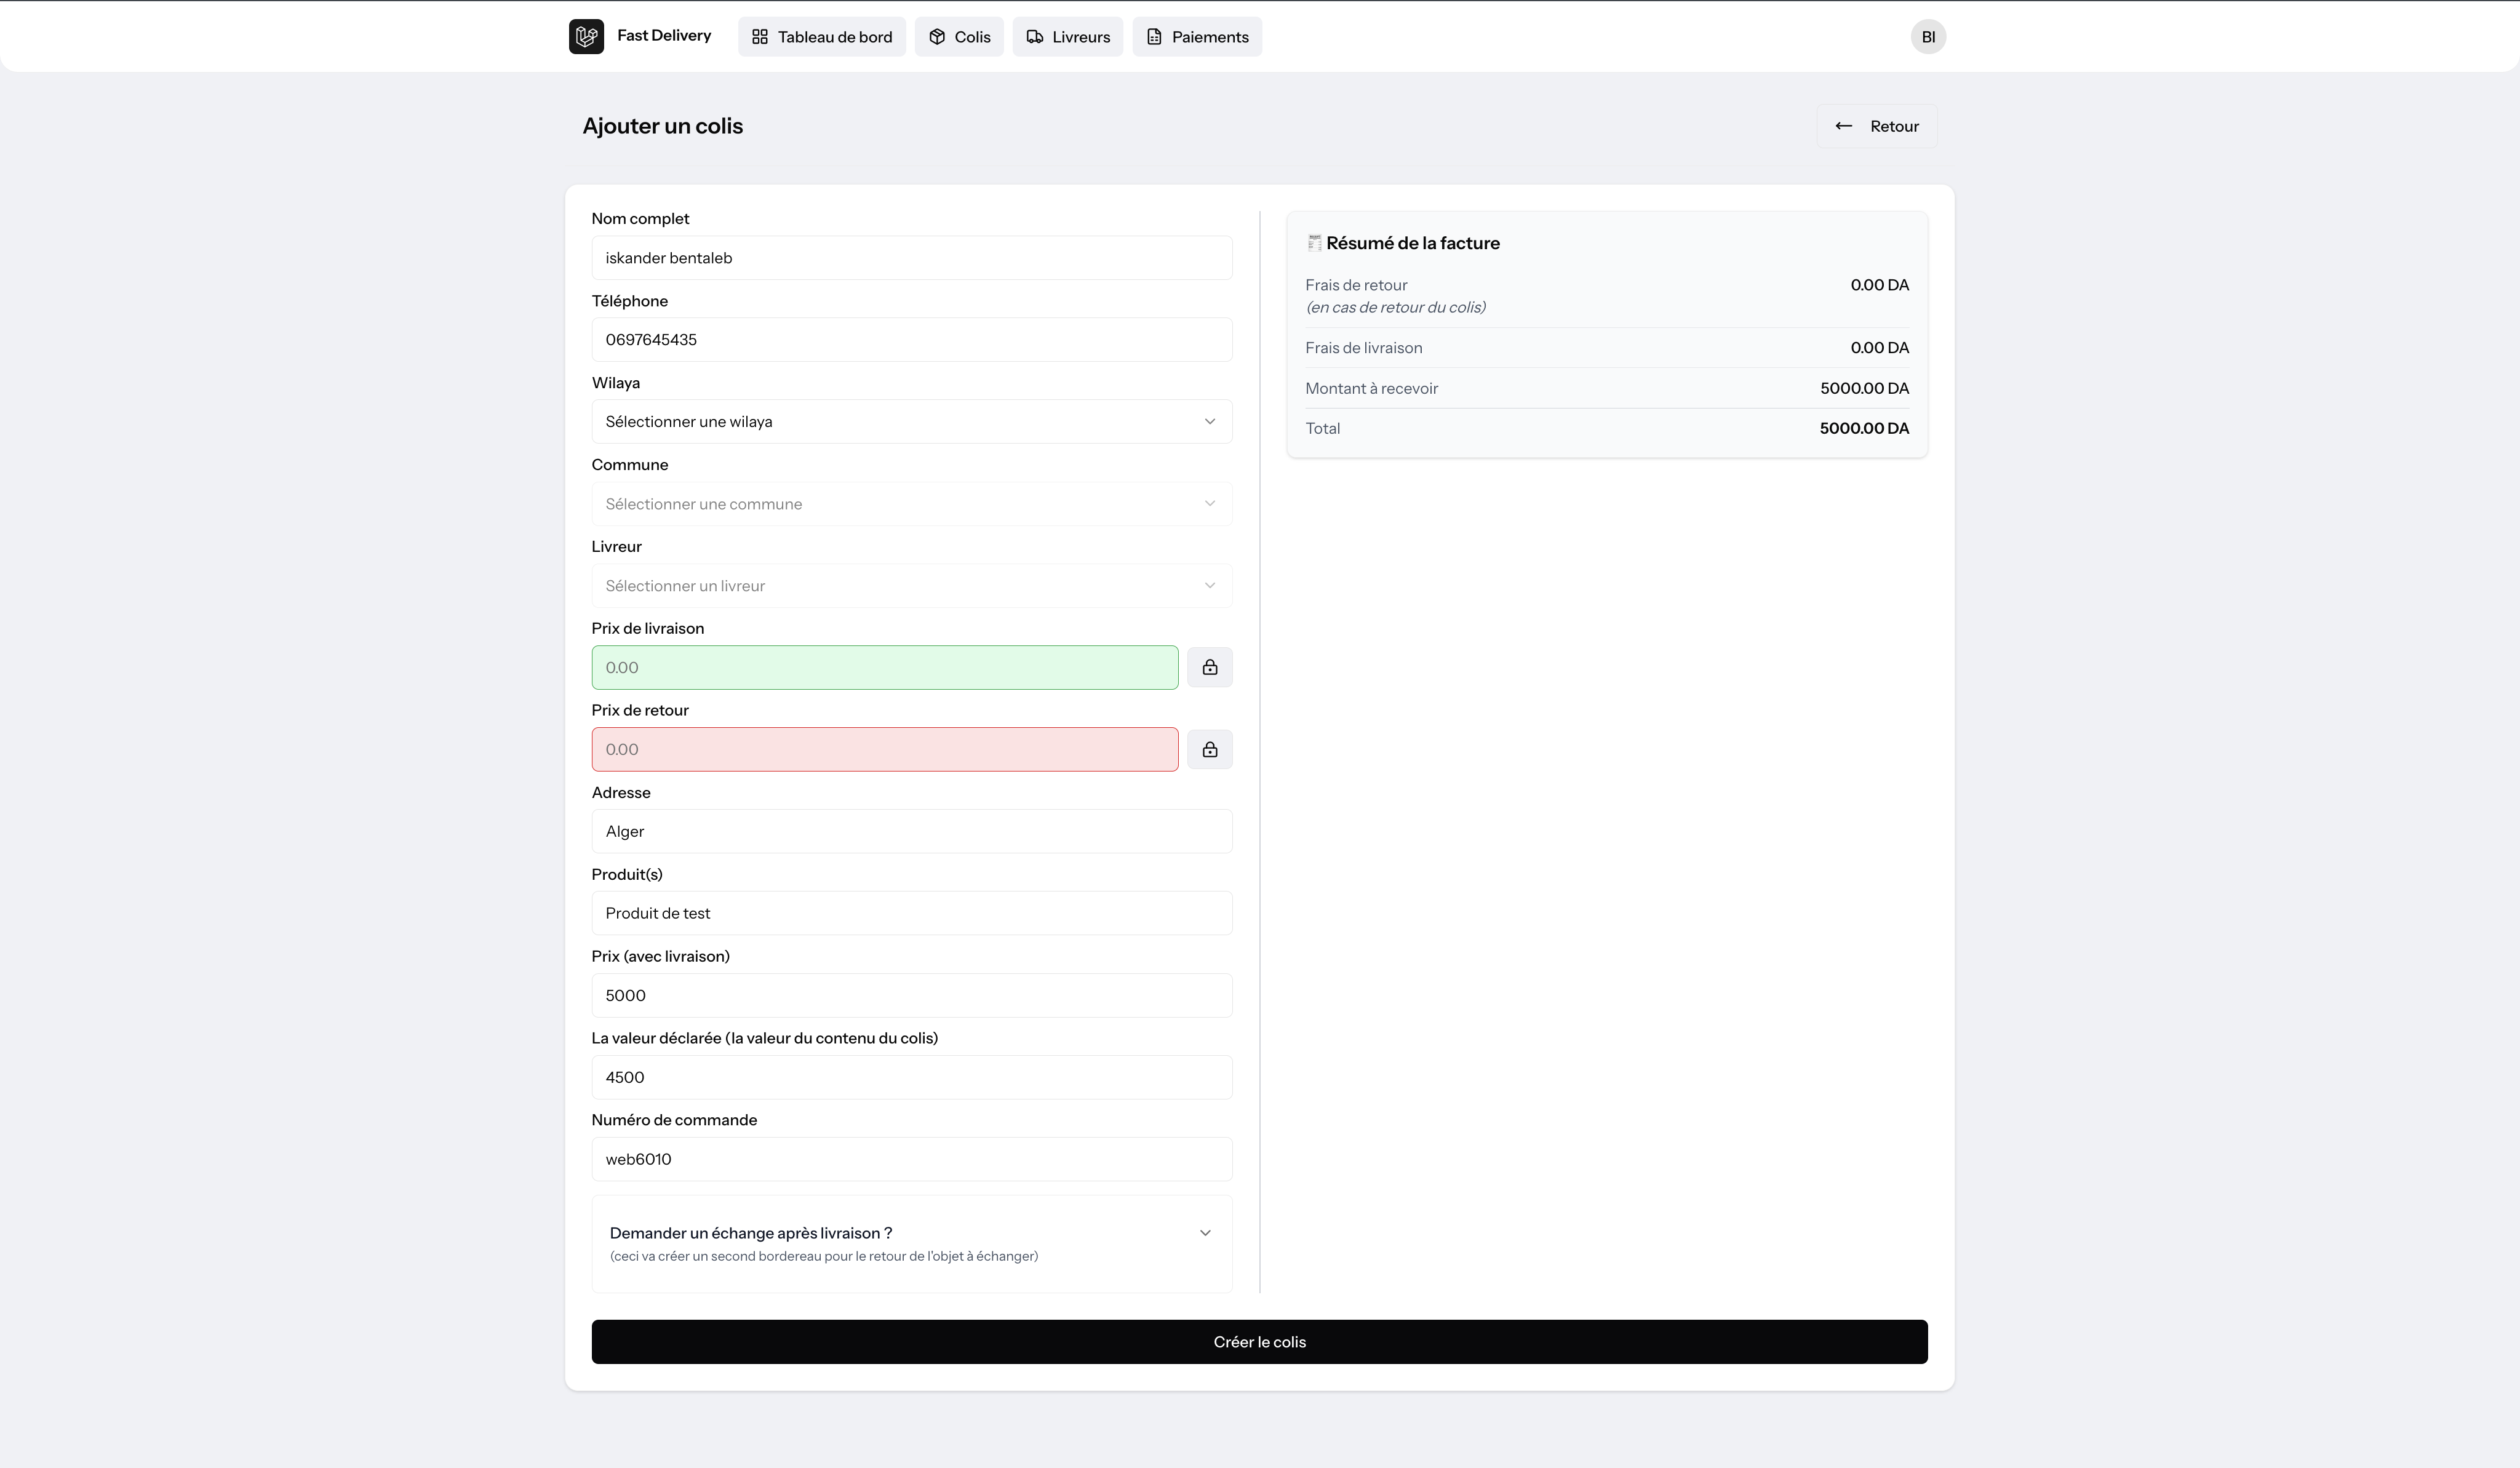 Fast Delivery
Tableau de bord
Colis
Livreurs
Paiements
BI
Ajouter un colis
Retour
Nom complet
iskander bentaleb
Téléphone
0697645435
Wilaya
Sélectionner une wilaya
Commune
Sélectionner une commune
Livreur
Sélectionner un livreur
Prix de livraison
0.00
Prix de retour
0.00
Adresse
Alger
Produit(s)
Produit de test
Prix (avec livraison)
5000
La valeur déclarée (la valeur du contenu du colis)
4500
Numéro de commande
web6010
Demander un échange après livraison ?
(ceci va créer un second bordereau pour le retour de l'objet à échanger)
Résumé de la facture
Frais de retour 0.00 DA
(en cas de retour du colis)
Frais de livraison 0.00 DA
Montant à recevoir 5000.00 DA
Total 5000.00 DA
Créer le colis